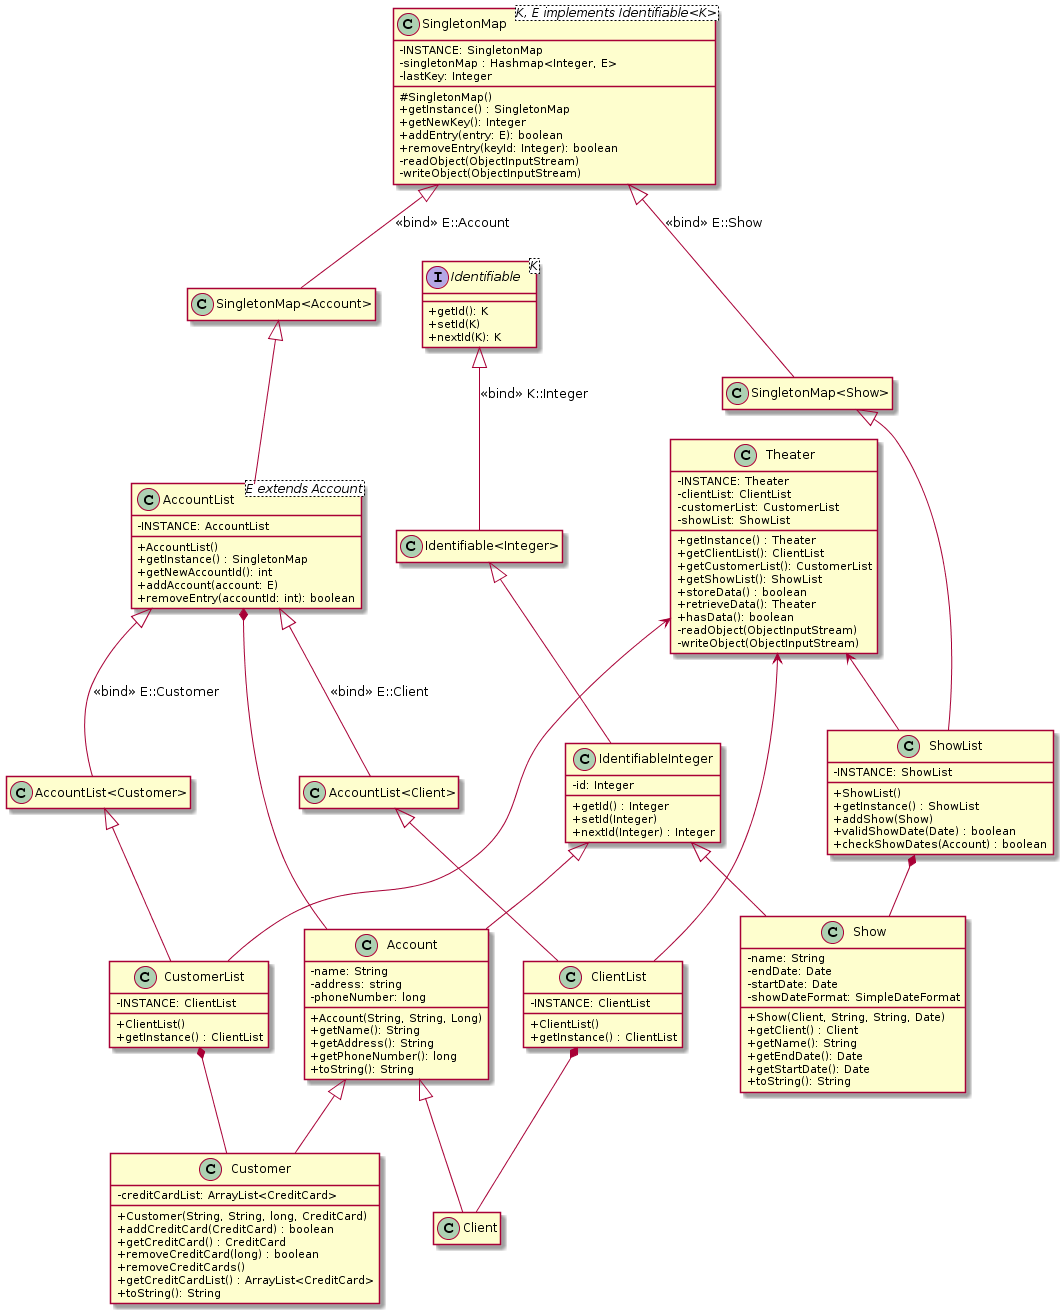 K, E implements Identifiable<K>
C SingletonMap
-INSTANCE: SingletonMap
-singletonMap : Hashmap<Integer, E>
-lastKey: Integer
#SingletonMap()
+getInstance() : SingletonMap
+getNewKey(): Integer
+addEntry(entry: E): boolean
+removeEntry(keyId: Integer): boolean
-readObject(ObjectInputStream)
-writeObject(ObjectInputStream)
«bind» E::Account
«bind» E::Show
C SingletonMap<Account>
K
I Identifiable
+getId(): K
+setId(K)
+nextId(K): K
«bind» K::Integer
C SingletonMap<Show>
E extends Account
C AccountList
-INSTANCE: AccountList
+AccountList()
+getInstance() : SingletonMap
+getNewAccountId(): int
+addAccount(account: E)
+removeEntry(accountId: int): boolean
C Identifiable<Integer>
C Theater
-INSTANCE: Theater
-clientList: ClientList
-customerList: CustomerList
-showList: ShowList
+getInstance() : Theater
+getClientList(): ClientList
+getCustomerList(): CustomerList
+getShowList(): ShowList
+storeData() : boolean
+retrieveData(): Theater
+hasData(): boolean
-readObject(ObjectInputStream)
-writeObject(ObjectInputStream)
«bind» E::Customer
«bind» E::Client
C AccountList<Customer>
C AccountList<Client>
C IdentifiableInteger
-id: Integer
+getId() : Integer
+setId(Integer)
+nextId(Integer) : Integer
C ShowList
-INSTANCE: ShowList
+ShowList()
+getInstance() : ShowList
+addShow(Show)
+validShowDate(Date) : boolean
+checkShowDates(Account) : boolean
C CustomerList
-INSTANCE: ClientList
+ClientList()
+getInstance() : ClientList
C Account
-name: String
-address: string
-phoneNumber: long
+Account(String, String, Long)
+getName(): String
+getAddress(): String
+getPhoneNumber(): long
+toString(): String
C ClientList
-INSTANCE: ClientList
+ClientList()
+getInstance() : ClientList
C Show
-name: String
-endDate: Date
-startDate: Date
-showDateFormat: SimpleDateFormat
+Show(Client, String, String, Date)
+getClient() : Client
+getName(): String
+getEndDate(): Date
+getStartDate(): Date
+toString(): String
C Customer
-creditCardList: ArrayList<CreditCard>
+Customer(String, String, long, CreditCard)
+addCreditCard(CreditCard) : boolean
+getCreditCard() : CreditCard
+removeCreditCard(long) : boolean
+removeCreditCards()
+getCreditCardList() : ArrayList<CreditCard>
+toString(): String
C Client